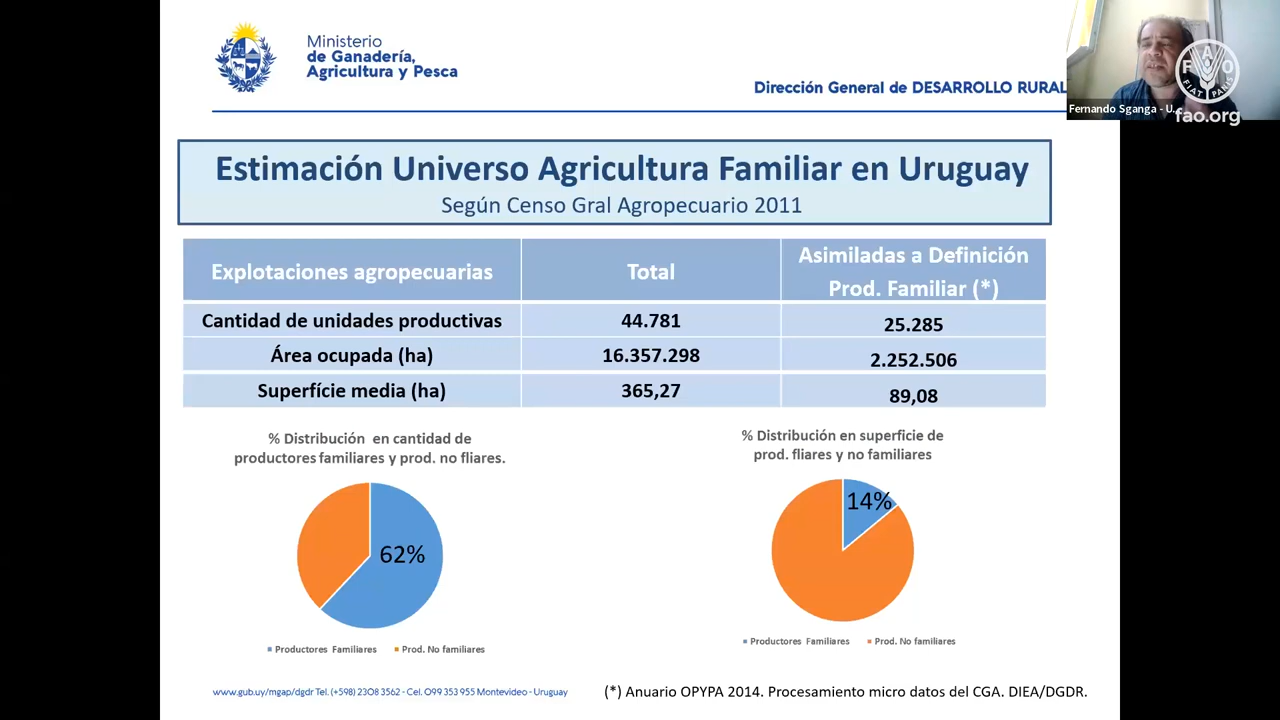 Ministerio
de Ganadería,
Agricultura y Pesca
Dirección General de DESARROLLO RURAL
Fernando Sganga - U...
FAO
FIAT PANIS
fao.org
Estimación Universo Agricultura Familiar en Uruguay
Según Censo Gral Agropecuario 2011
Explotaciones agropecuarias
Total
Asimiladas a Definición
Prod. Familiar (*)
Cantidad de unidades productivas
44.781
25.285
Área ocupada (ha)
16.357.298
2.252.506
Superfície media (ha)
365,27
89,08
% Distribución en cantidad de
productores familiares y prod. no fliares.
62%
Productores Familiares
Prod. No familiares
% Distribución en superficie de
prod. fliares y no familiares
14%
Productores Familiares
Prod. No familiares
www.gub.uy/mgap/dgdr Tel. (+598) 2308 3562 - Cel. 099 353 955 Montevideo - Uruguay
(*) Anuario OPYPA 2014. Procesamiento micro datos del CGA. DIEA/DGDR.